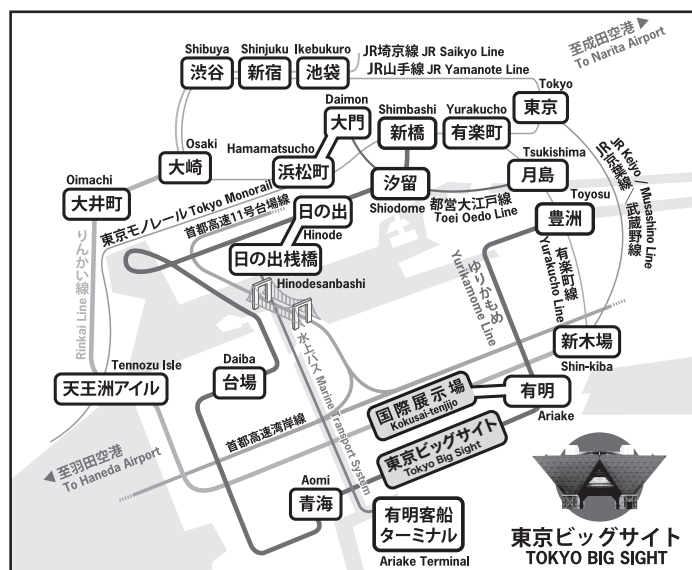 至成田空港
To Narita Airport
Shibuya
渋谷
Shinjuku
新宿
Ikebukuro
池袋
JR埼京線 JR Saikyo Line
JR山手線 JR Yamanote Line
Tokyo
東京
Daimon
大門
Shimbashi
新橋
Yurakucho
有楽町
Osaki
大崎
Hamamatsucho
浜松町
Tsukishima
月島
JR京葉線/武蔵野線
JR Keiyo / Musashino Line
Oimachi
大井町
東京モノレール Tokyo Monorail
首都高速11号台場線
汐留
Shiodome
都営大江戸線
Toei Oedo Line
Toyosu
豊洲
日の出
Hinode
日の出桟橋
Hinodesanbashi
りんかい線
Rinkai Line
ゆりかもめ
Yurikamome Line
有楽町線
Yurakucho Line
新木場
Shin-kiba
Tennozu Isle
天王洲アイル
Daiba
台場
水上バス Marine Transport System
国際展示場
Kokusai-tenjijo
有明
Ariake
首都高速湾岸線
東京ビッグサイト
Tokyo Big Sight
至羽田空港
To Haneda Airport
Aomi
青海
有明客船
ターミナル
Ariake Terminal
東京ビッグサイト
TOKYO BIG SIGHT